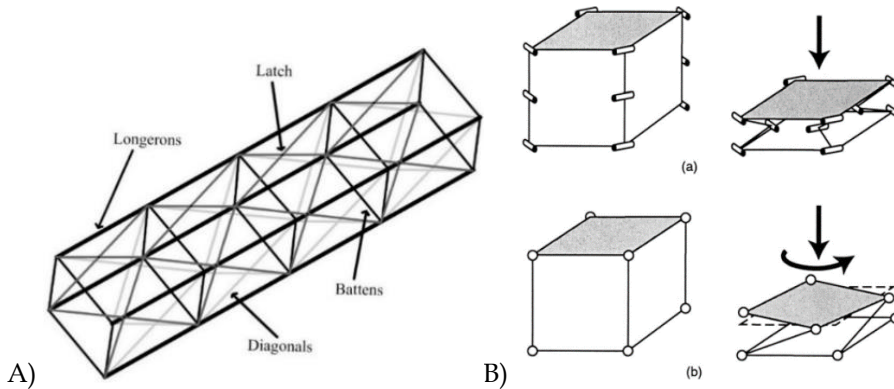 Latch
Longerons
Battens
Diagonals
A)
B)
(a)
(b)